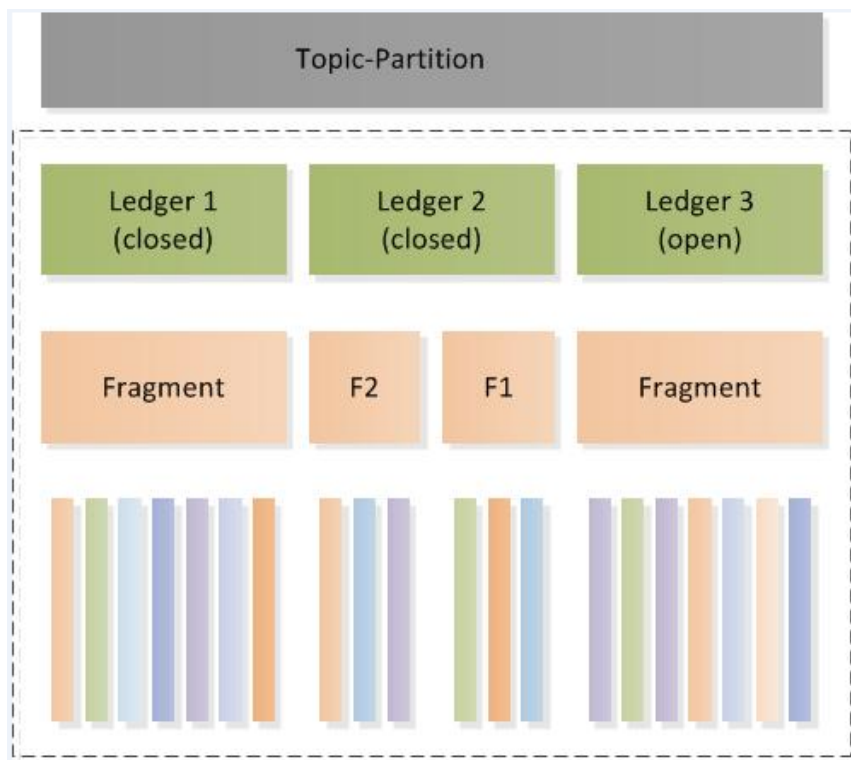 Topic-Partition
Ledger 1
(closed)
Ledger 2
(closed)
Ledger 3
(open)
Fragment
F2
F1
Fragment